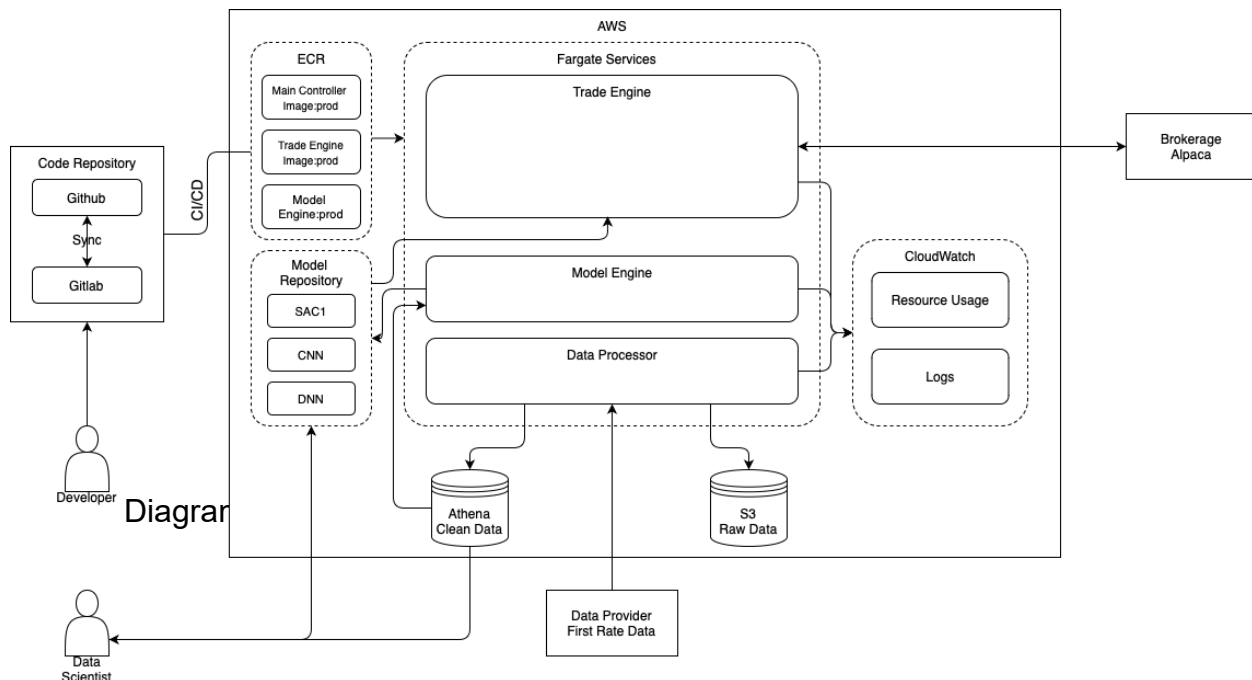 AWS
ECR
Main Controller
Image:prod
Trade Engine
Image:prod
Model
Engine:prod
Fargate Services
Trade Engine
Brokerage
Alpaca
Code Repository
Github
Sync
Gitlab
CI/CD
Model
Repository
SAC1
CNN
DNN
Model Engine
Data Processor
CloudWatch
Resource Usage
Logs
Developer
Diagrar
Athena
Clean Data
S3
Raw Data
Data Provider
First Rate Data
Data
Scientist